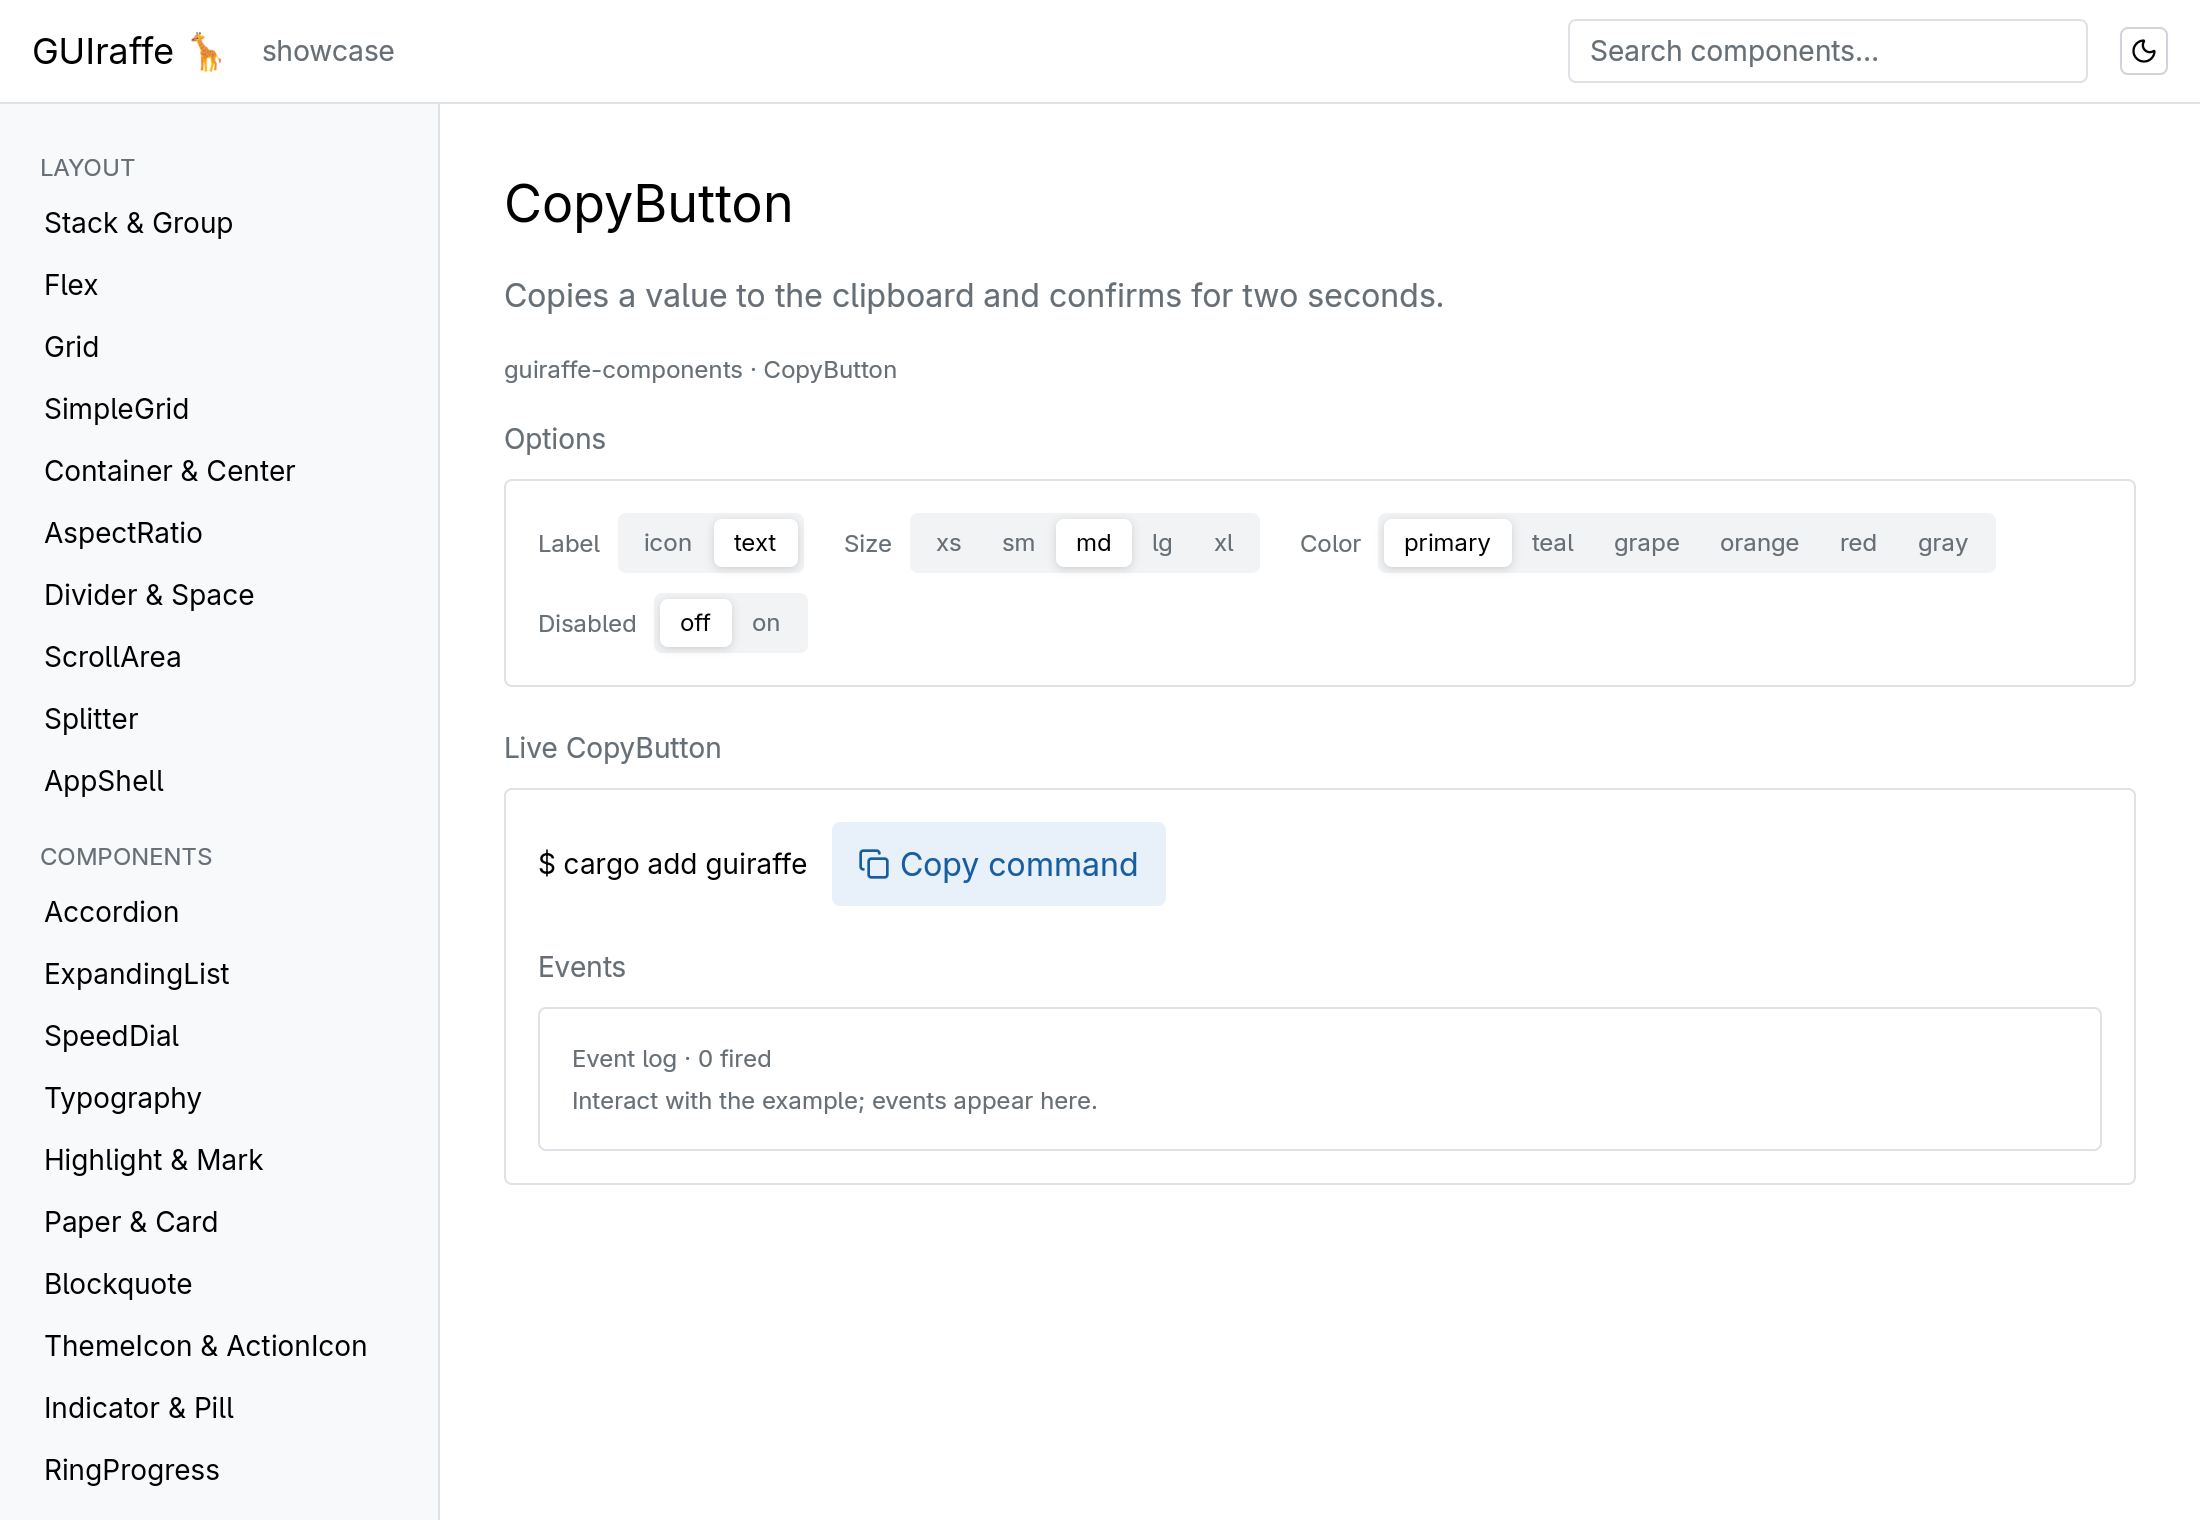 GUIraffe 🦒 showcase Search components...
LAYOUT
Stack & Group
Flex
Grid
SimpleGrid
Container & Center
AspectRatio
Divider & Space
ScrollArea
Splitter
AppShell
COMPONENTS
Accordion
ExpandingList
SpeedDial
Typography
Highlight & Mark
Paper & Card
Blockquote
ThemeIcon & ActionIcon
Indicator & Pill
RingProgress
CopyButton
Copies a value to the clipboard and confirms for two seconds.
guiraffe-components · CopyButton
Options
Label icon text Size xs sm md lg xl Color primary teal grape orange red gray
Disabled off on
Live CopyButton
$ cargo add guiraffe Copy command
Events
Event log · 0 fired
Interact with the example; events appear here.